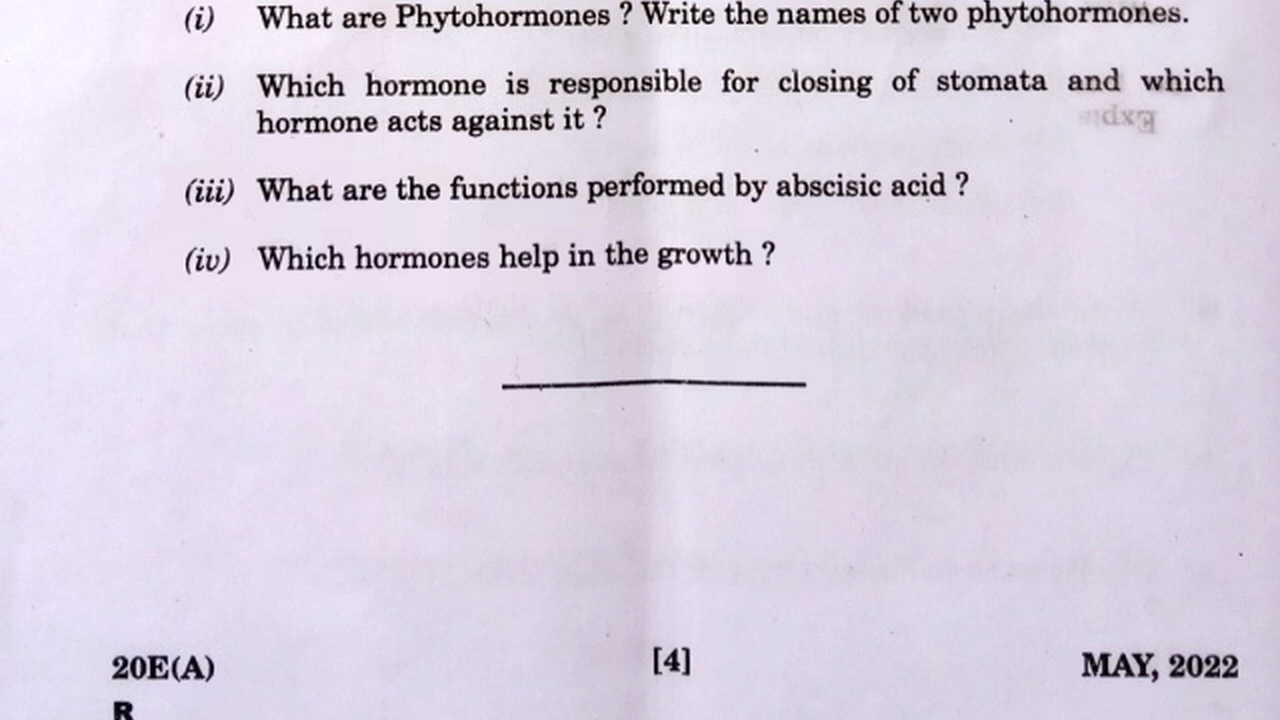 (i) What are Phytohormones ? Write the names of two phytohormones.
(ii) Which hormone is responsible for closing of stomata and which
hormone acts against it ?
(iii) What are the functions performed by abscisic acid ?
(iv) Which hormones help in the growth ?
20E(A) [4] MAY, 2022
R